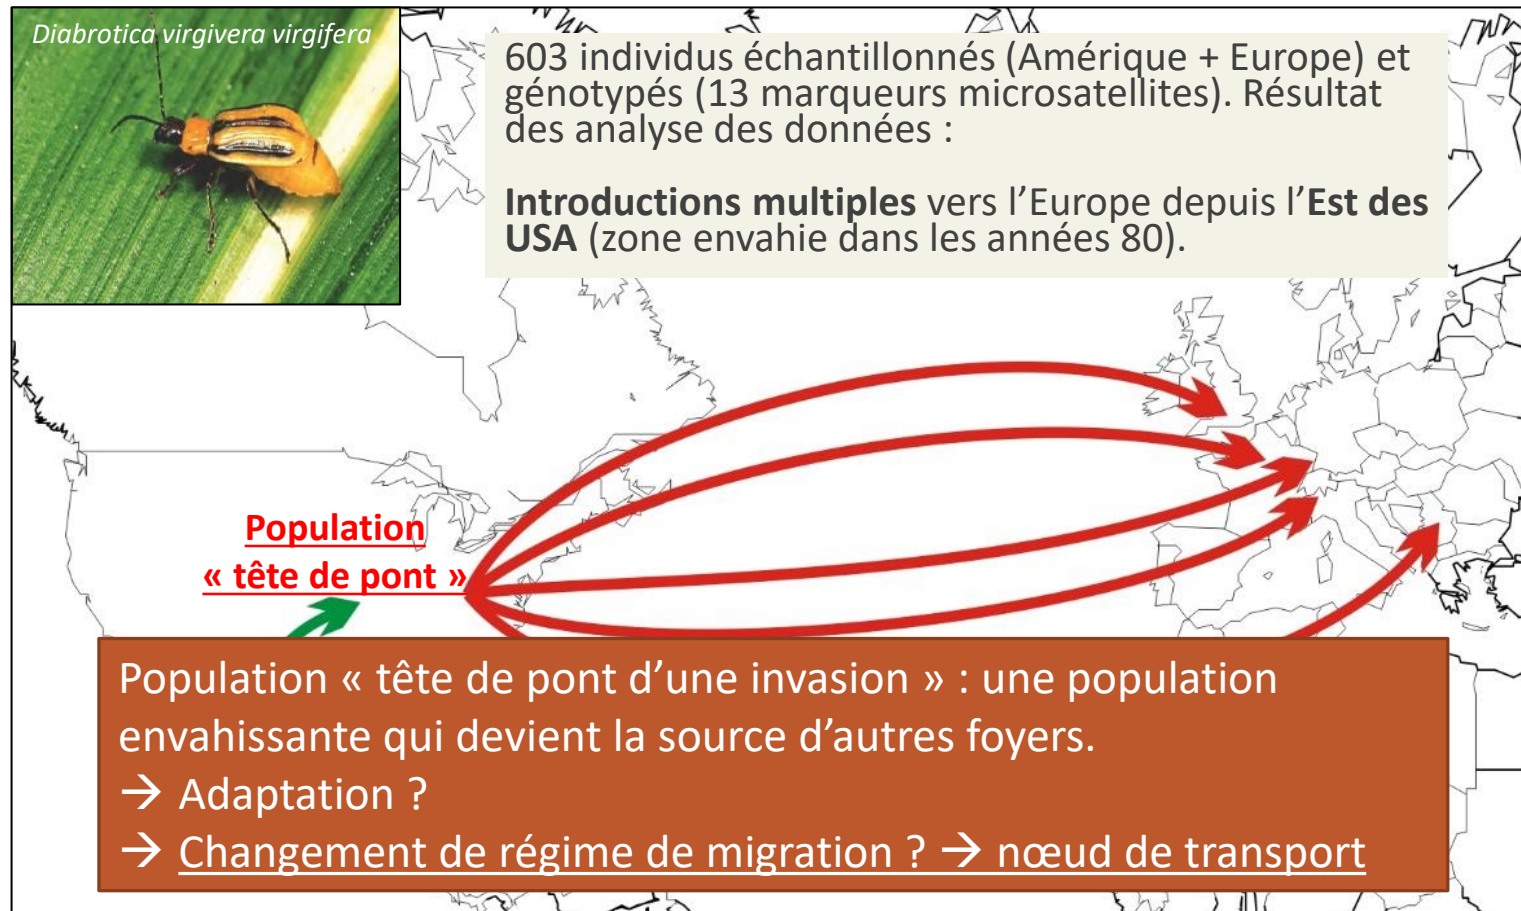 Diabrotica virgivera virgifera
603 individus échantillonnés (Amérique + Europe) et
génotypés (13 marqueurs microsatellites). Résultat
des analyse des données :
Introductions multiples vers l’Europe depuis l’Est des
USA (zone envahie dans les années 80).
Population
« tête de pont »
Population « tête de pont d’une invasion » : une population
envahissante qui devient la source d’autres foyers.
→ Adaptation ?
→ Changement de régime de migration ? → nœud de transport